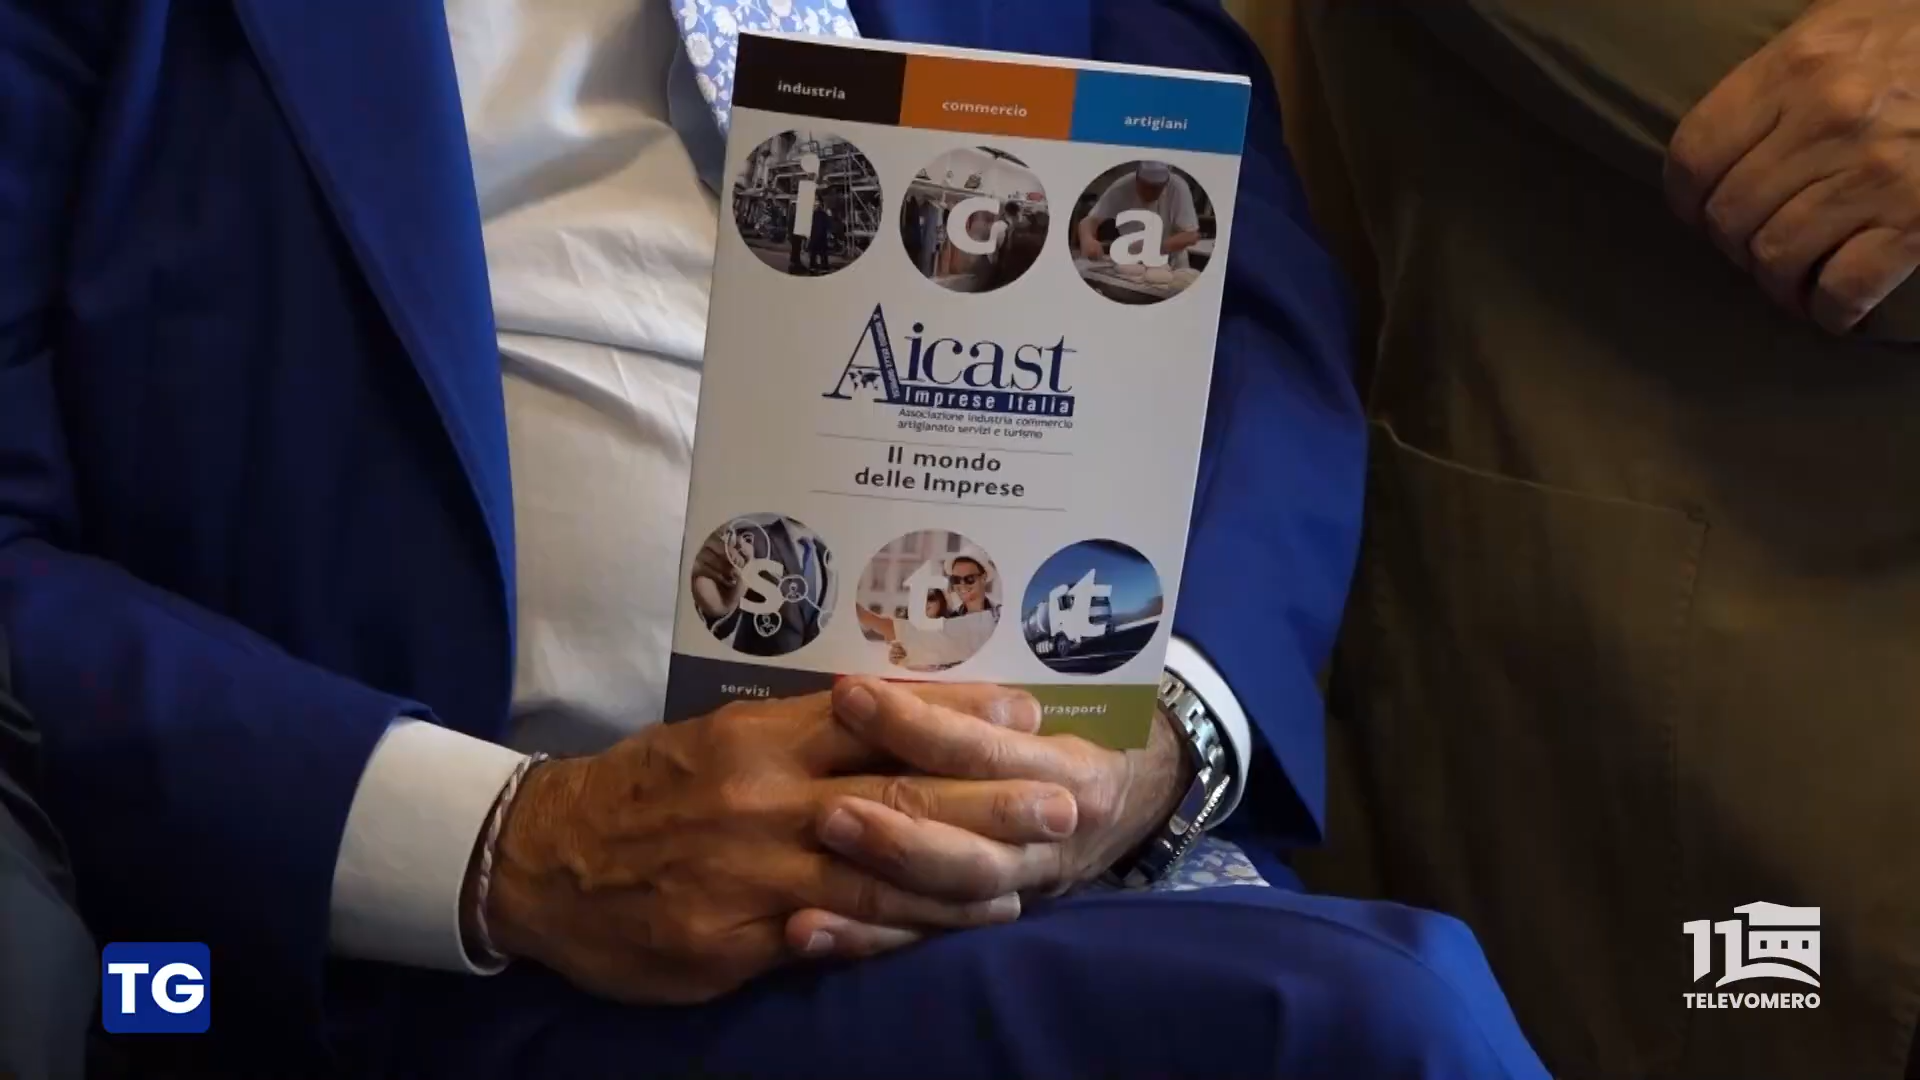 industria
commercio
artigiani
i
c
a
Aicast
Imprese Italia
Associazione industria commercio
artigianato servizi e turismo
Il mondo
delle Imprese
s
t
t
servizi
trasporti
TG
11
TELEVOMERO